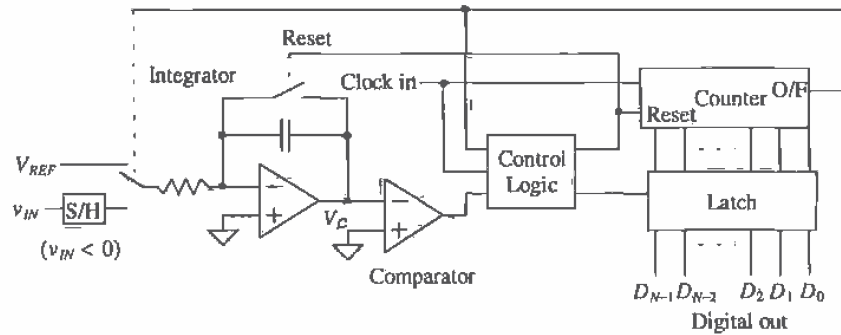 Reset
Integrator
Clock in
O/F
Counter
Reset
V_REF
Control
Logic
v_IN
S/H
V_C
Latch
(v_IN < 0)
Comparator
D_N-1 D_N-2 D_2 D_1 D_0
Digital out